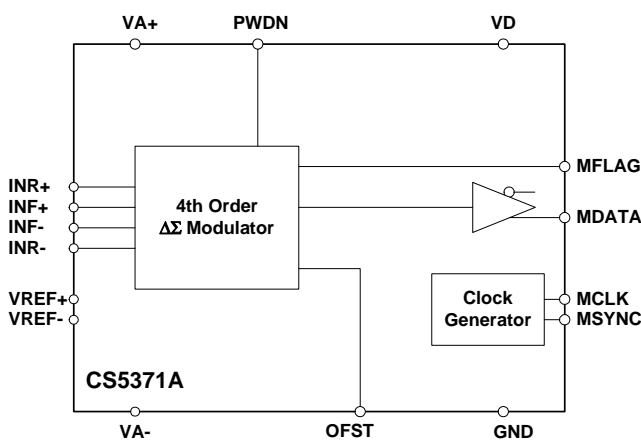 VA+
PWDN
VD
INR+
INF+
INF-
INR-
VREF+
VREF-
4th Order
ΔΣ Modulator
MFLAG
MDATA
Clock
Generator
MCLK
MSYNC
CS5371A
VA-
OFST
GND